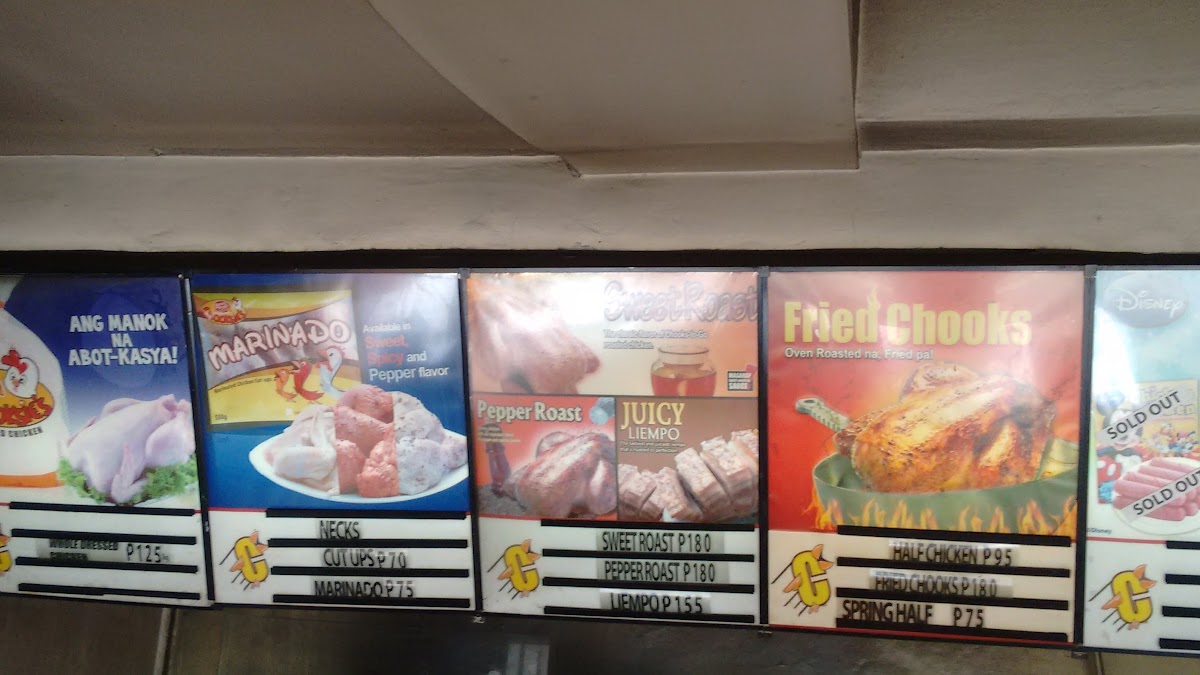 ANG MANOK
NA
ABOT-KASYA!
WHOLE DRESSED
CHICKEN
P125
MARINADO
Available in
Sweet,
Spicy and
Pepper flavor
NECKS
CUT UPS P70
MARINADO P75
Sweet Roast
Pepper Roast
JUICY
LIEMPO
SWEET ROAST P180
PEPPER ROAST P180
LIEMPO P155
Fried Chooks
Oven Roasted na, Fried pa!
HALF CHICKEN P95
FRIED CHOOKS P180
SPRING HALF P75
Disney
SOLD OUT
SOLD OUT